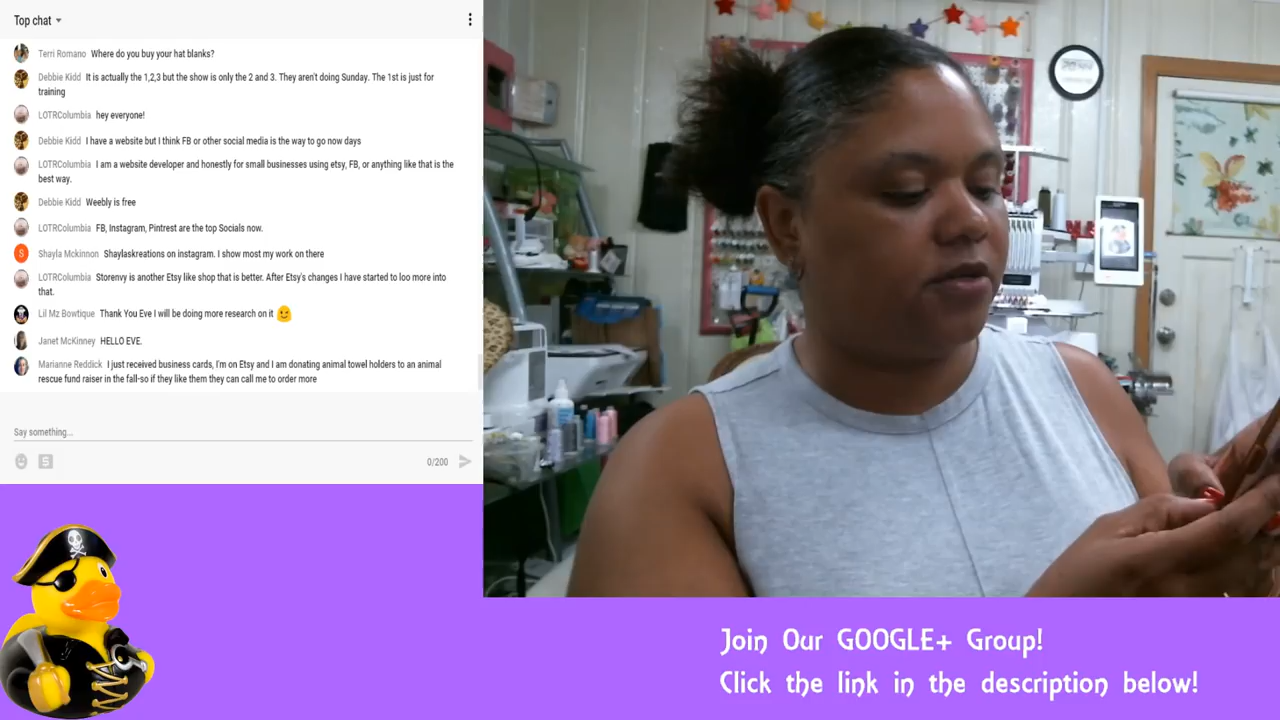 Top chat
Terri Romano Where do you buy your hat blanks?
Debbie Kidd It is actually the 1,2,3 but the show is only the 2 and 3. They aren't doing Sunday. The 1st is just for
training
LOTRColumbia hey everyone!
Debbie Kidd I have a website but I think FB or other social media is the way to go now days
LOTRColumbia I am a website developer and honestly for small businesses using etsy, FB, or anything like that is the
best way.
Debbie Kidd Weebly is free
LOTRColumbia FB, Instagram, Pintrest are the top Socials now.
S Shayla Mckinnon Shaylaskreations on instagram. I show most my work on there
LOTRColumbia Storenvy is another Etsy like shop that is better. After Etsy's changes I have started to loo more into
that.
Lil Mz Bowtique Thank You Eve I will be doing more research on it
Janet McKinney HELLO EVE.
Marianne Reddick I just received business cards, I'm on Etsy and I am donating animal towel holders to an animal
rescue fund raiser in the fall-so if they like them they can call me to order more
Say something...
0/200
Join Our GOOGLE+ Group!
Click the link in the description below!